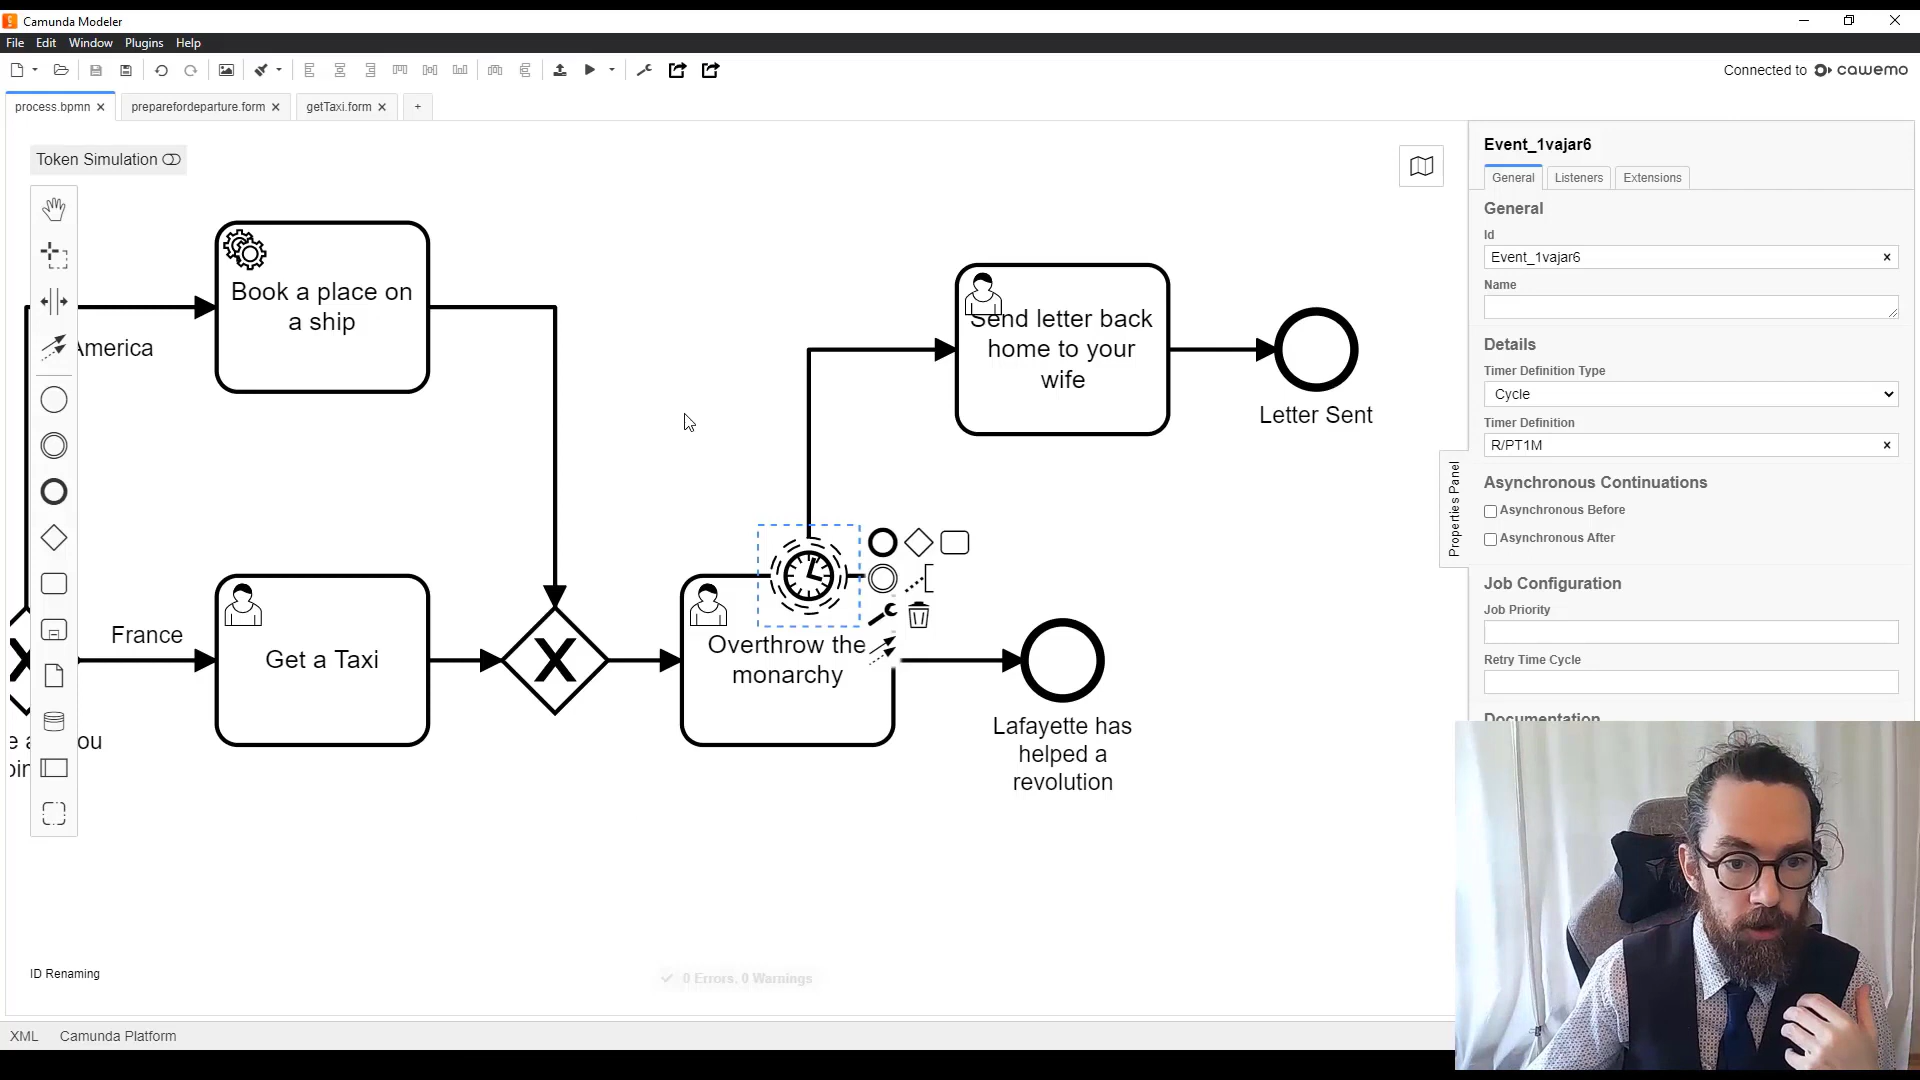 Camunda Modeler
File Edit Window Plugins Help
Connected to cawemo
process.bpmn preparefordeparture.form getTaxi.form +
Token Simulation
Book a place on
a ship
America
France
Get a Taxi
Overthrow the
monarchy
Send letter back
home to your
wife
Letter Sent
Lafayette has
helped a
revolution
ID Renaming
0 Errors, 0 Warnings
XML Camunda Platform
Properties Panel
Event_1vajar6
General Listeners Extensions
General
Id
Event_1vajar6
Name
Details
Timer Definition Type
Cycle
Timer Definition
R/PT1M
Asynchronous Continuations
Asynchronous Before
Asynchronous After
Job Configuration
Job Priority
Retry Time Cycle
Documentation